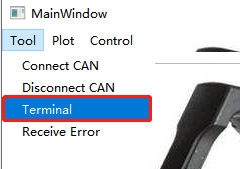 MainWindow
Tool Plot Control
Connect CAN
Disconnect CAN
Terminal
Receive Error